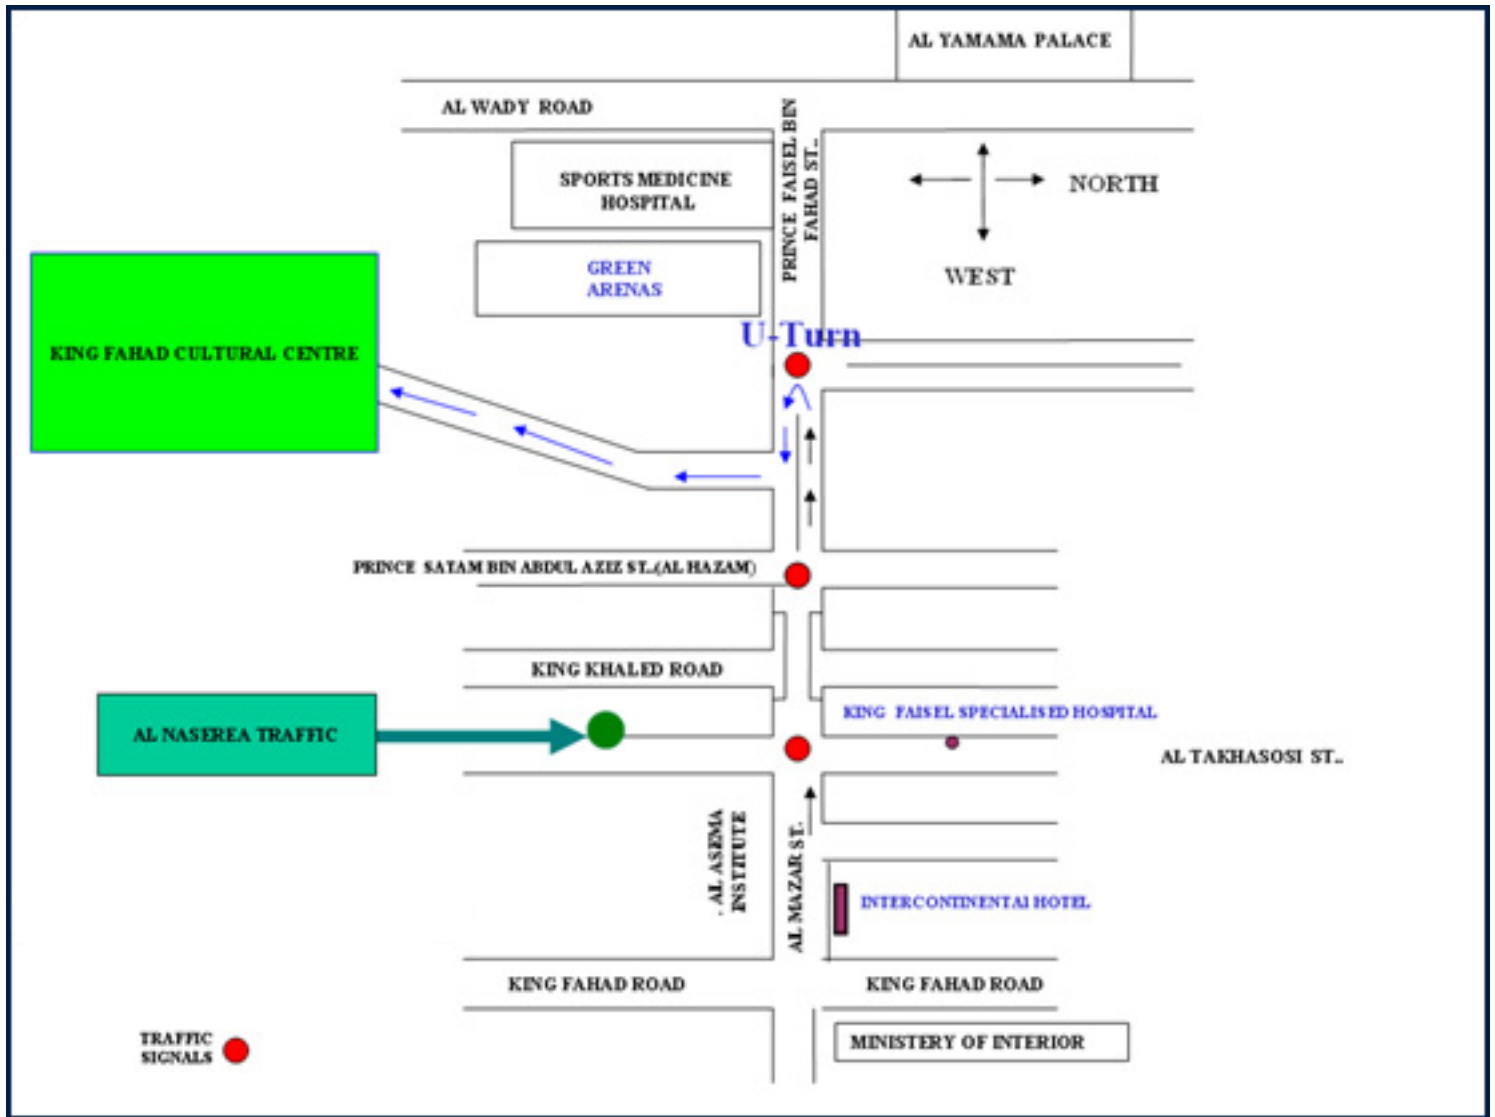 AL YAMAMA PALACE
AL WADY ROAD
PRINCE FAISEL BIN
FAHAD ST..
SPORTS MEDICINE
HOSPITAL
NORTH
GREEN
ARENAS
WEST
U-Turn
KING FAHAD CULTURAL CENTRE
PRINCE SATAM BIN ABDUL AZIZ ST..(AL HAZAM)
KING KHALED ROAD
KING FAISEL SPECIALISED HOSPITAL
AL NASEREA TRAFFIC
AL TAKHASOSI ST..
. AL ASEMA
INSTITUTE
AL MAZAR ST.
INTERCONTINENTAl HOTEL
KING FAHAD ROAD
KING FAHAD ROAD
MINISTERY OF INTERIOR
TRAFFIC
SIGNALS